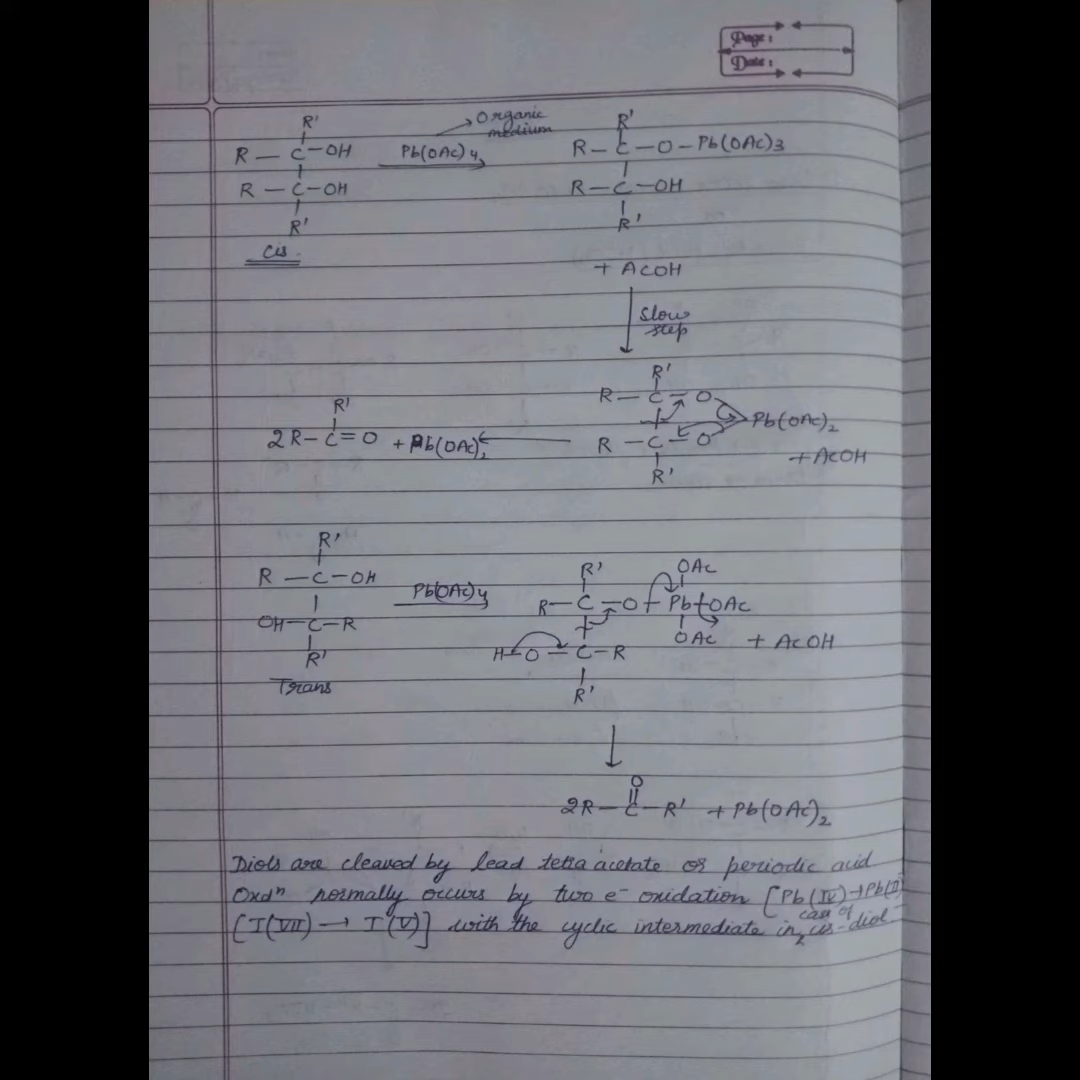 Page :
Date :
Organic
medium
R' R'
R — C — OH Pb(OAc)4 R — C — O — Pb(OAc)3
R — C — OH R — C — OH
R' R'
Cis
+ AcOH
Slow
step
R'
R — C — O
Pb(OAc)2
R — C — O
+ AcOH
R'
R'
2R — C = O + Pb(OAc)2
R' R' OAc
R — C — OH Pb(OAc)4 R — C — O — Pb — OAc
OAc + AcOH
OH — C — R H — O — C — R
R' R'
Trans
O
2R — C — R' + Pb(OAc)2
Diols are cleaved by lead tetra acetate or periodic acid
Oxdⁿ normally occurs by two e⁻ oxidation [Pb(IV)→Pb(II)
[I(VII) → I(V)] with the cyclic intermediate in case of cis-diol